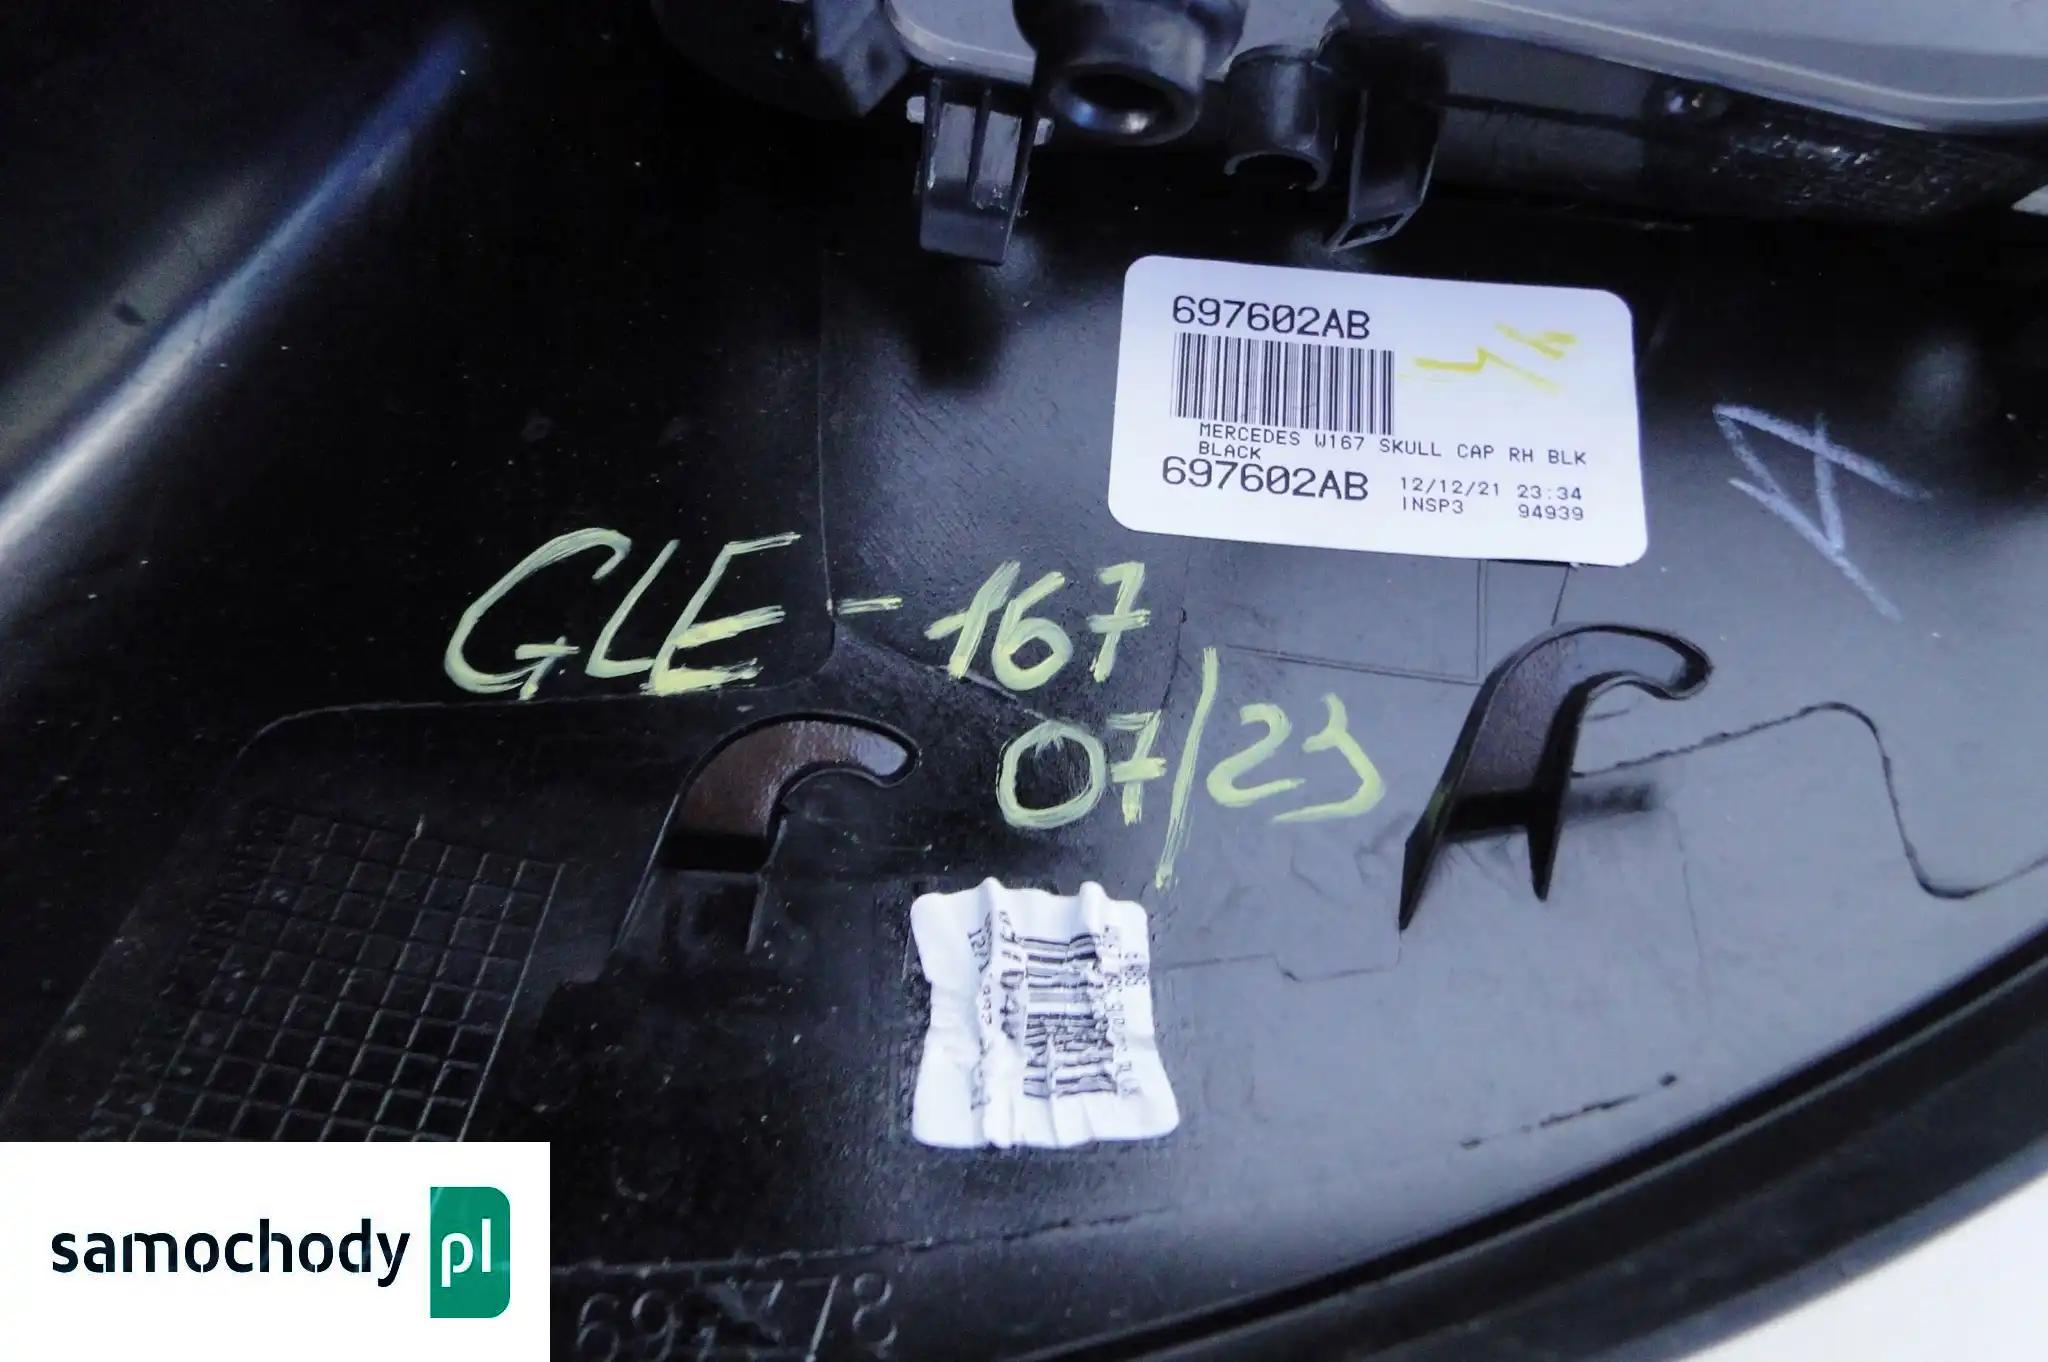 697602AB
MERCEDES W167 SKULL CAP RH BLK
BLACK
697602AB 12/12/21 23:34
INSP3 94939
GLE-167
07/23
samochody pl